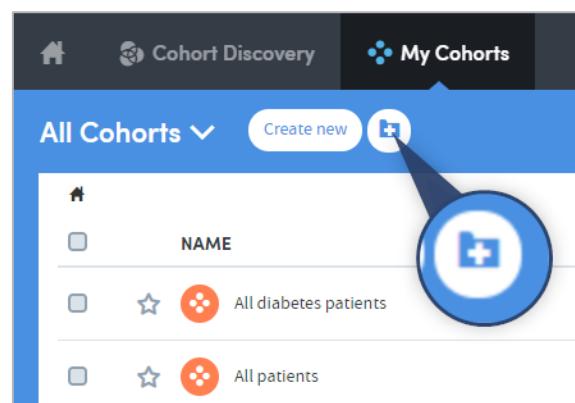 Cohort Discovery My Cohorts
All Cohorts Create new
NAME
All diabetes patients
All patients